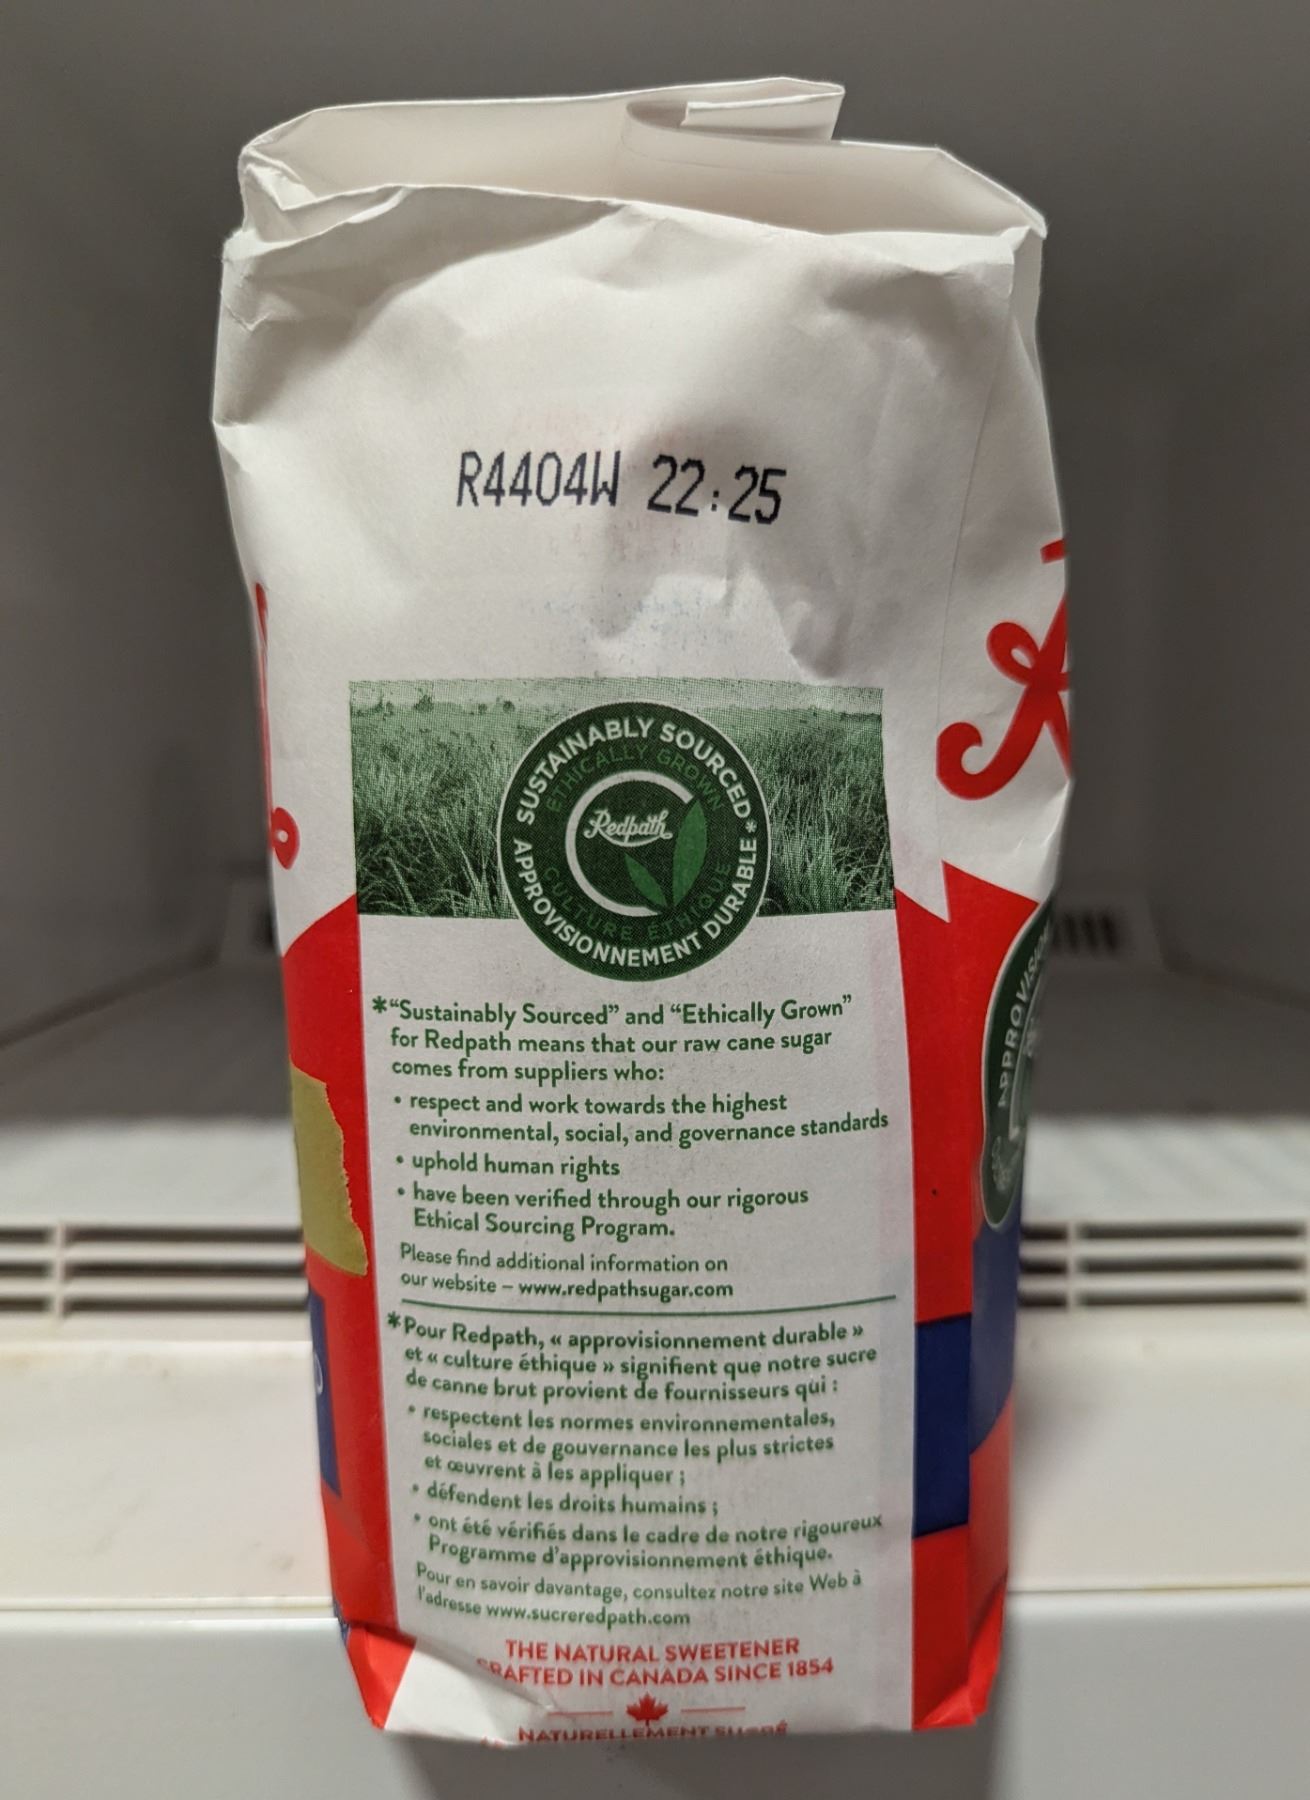 R4404W 22:25
SUSTAINABLY SOURCED*
ETHICALLY GROWN
Redpath
CULTURE ÉTHIQUE
APPROVISIONNEMENT DURABLE*
*“Sustainably Sourced” and “Ethically Grown”
for Redpath means that our raw cane sugar
comes from suppliers who:
• respect and work towards the highest
environmental, social, and governance standards
• uphold human rights
• have been verified through our rigorous
Ethical Sourcing Program.
Please find additional information on
our website – www.redpathsugar.com
*Pour Redpath, « approvisionnement durable »
et « culture éthique » signifient que notre sucre
de canne brut provient de fournisseurs qui :
• respectent les normes environnementales,
sociales et de gouvernance les plus strictes
et œuvrent à les appliquer ;
• défendent les droits humains ;
• ont été vérifiés dans le cadre de notre rigoureux
Programme d’approvisionnement éthique.
Pour en savoir davantage, consultez notre site Web à
l’adresse www.sucreredpath.com
THE NATURAL SWEETENER
CRAFTED IN CANADA SINCE 1854
NATURELLEMENT SUCRÉ